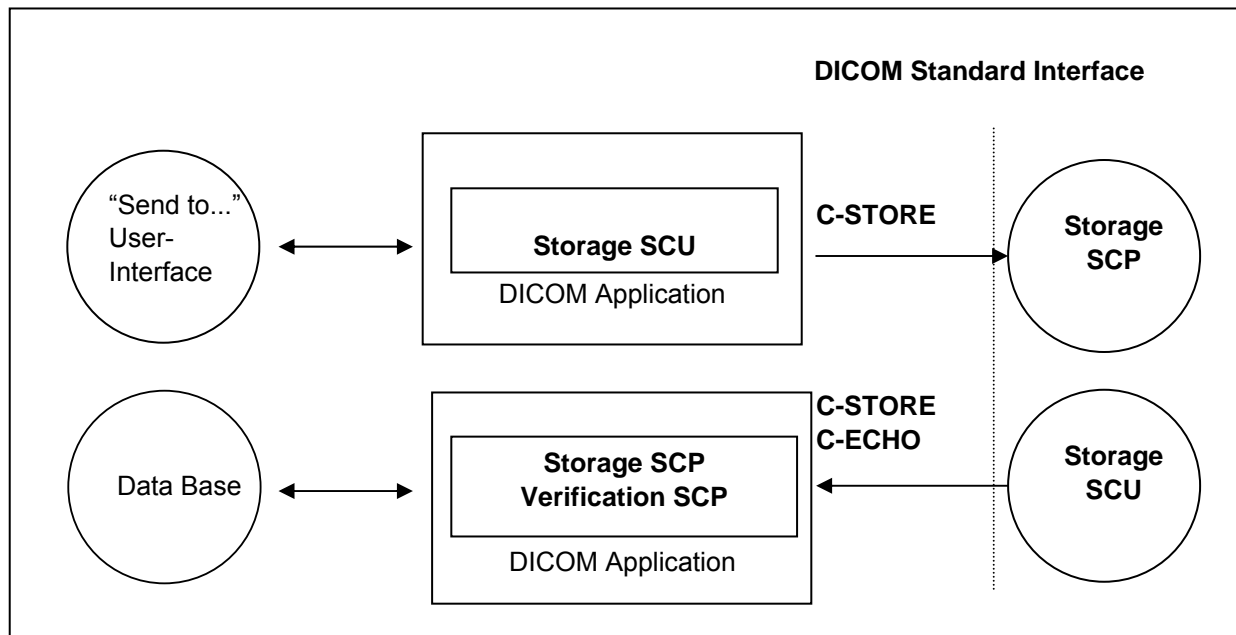 DICOM Standard Interface
“Send to...”
User-
Interface
Storage SCU
DICOM Application
C-STORE
Storage
SCP
Data Base
Storage SCP
Verification SCP
DICOM Application
C-STORE
C-ECHO
Storage
SCU